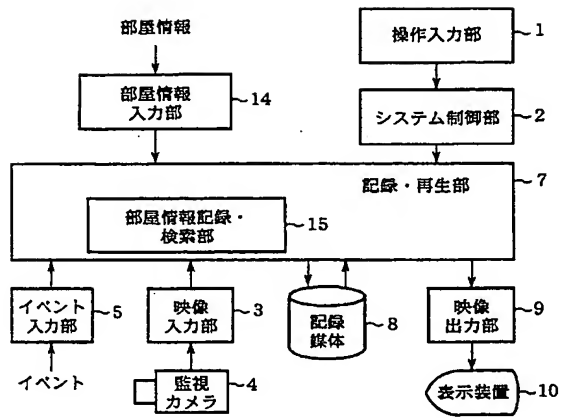 部屋情報
操作入力部
1
部屋情報
入力部
14
システム制御部
2
記録・再生部
7
部屋情報記録・
検索部
15
イベント
入力部
5
映像
入力部
3
記録
媒体
8
映像
出力部
9
イベント
監視
カメラ
4
表示装置
10